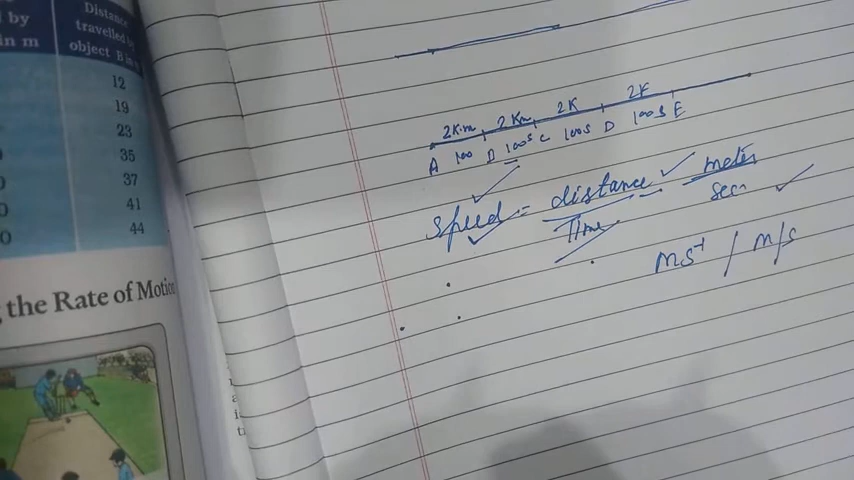 Distance
d by travelled by
in m object B in m
12
19
23
35
37
41
44
the Rate of Motion
2Km 2Km 2K 2K
A 100 B 100s C 100s D 100s E
Speed = distance = meter
Time sec
ms⁻¹ / m/s